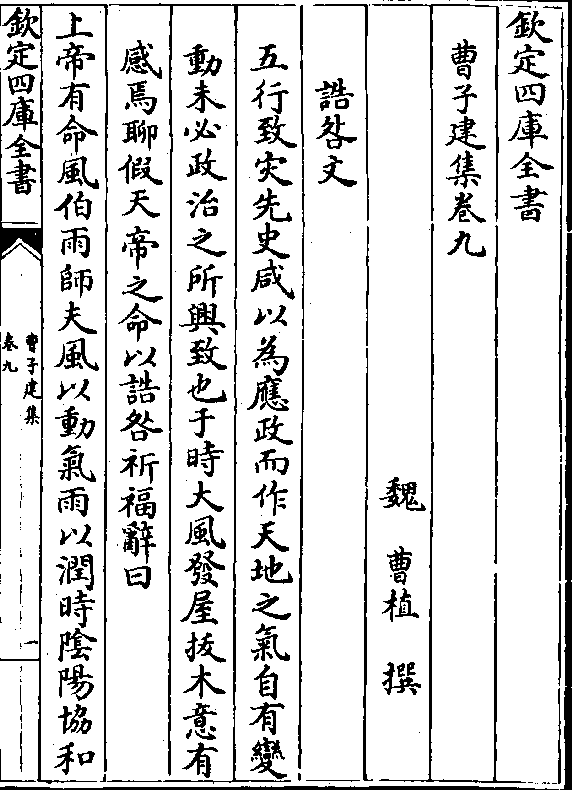 欽定四庫全書
曹子建集卷九
魏 曹植 撰
誥咎文
五行致灾先史咸以為應政而作天地之氣自有變
動未必政治之所興致也于時大風發屋拔木意有
感焉聊假天帝之命以誥咎祈福辭曰
上帝有命風伯雨師夫風以動氣雨以潤時隂陽協和
欽定四庫全書
曹子建集
卷九
一